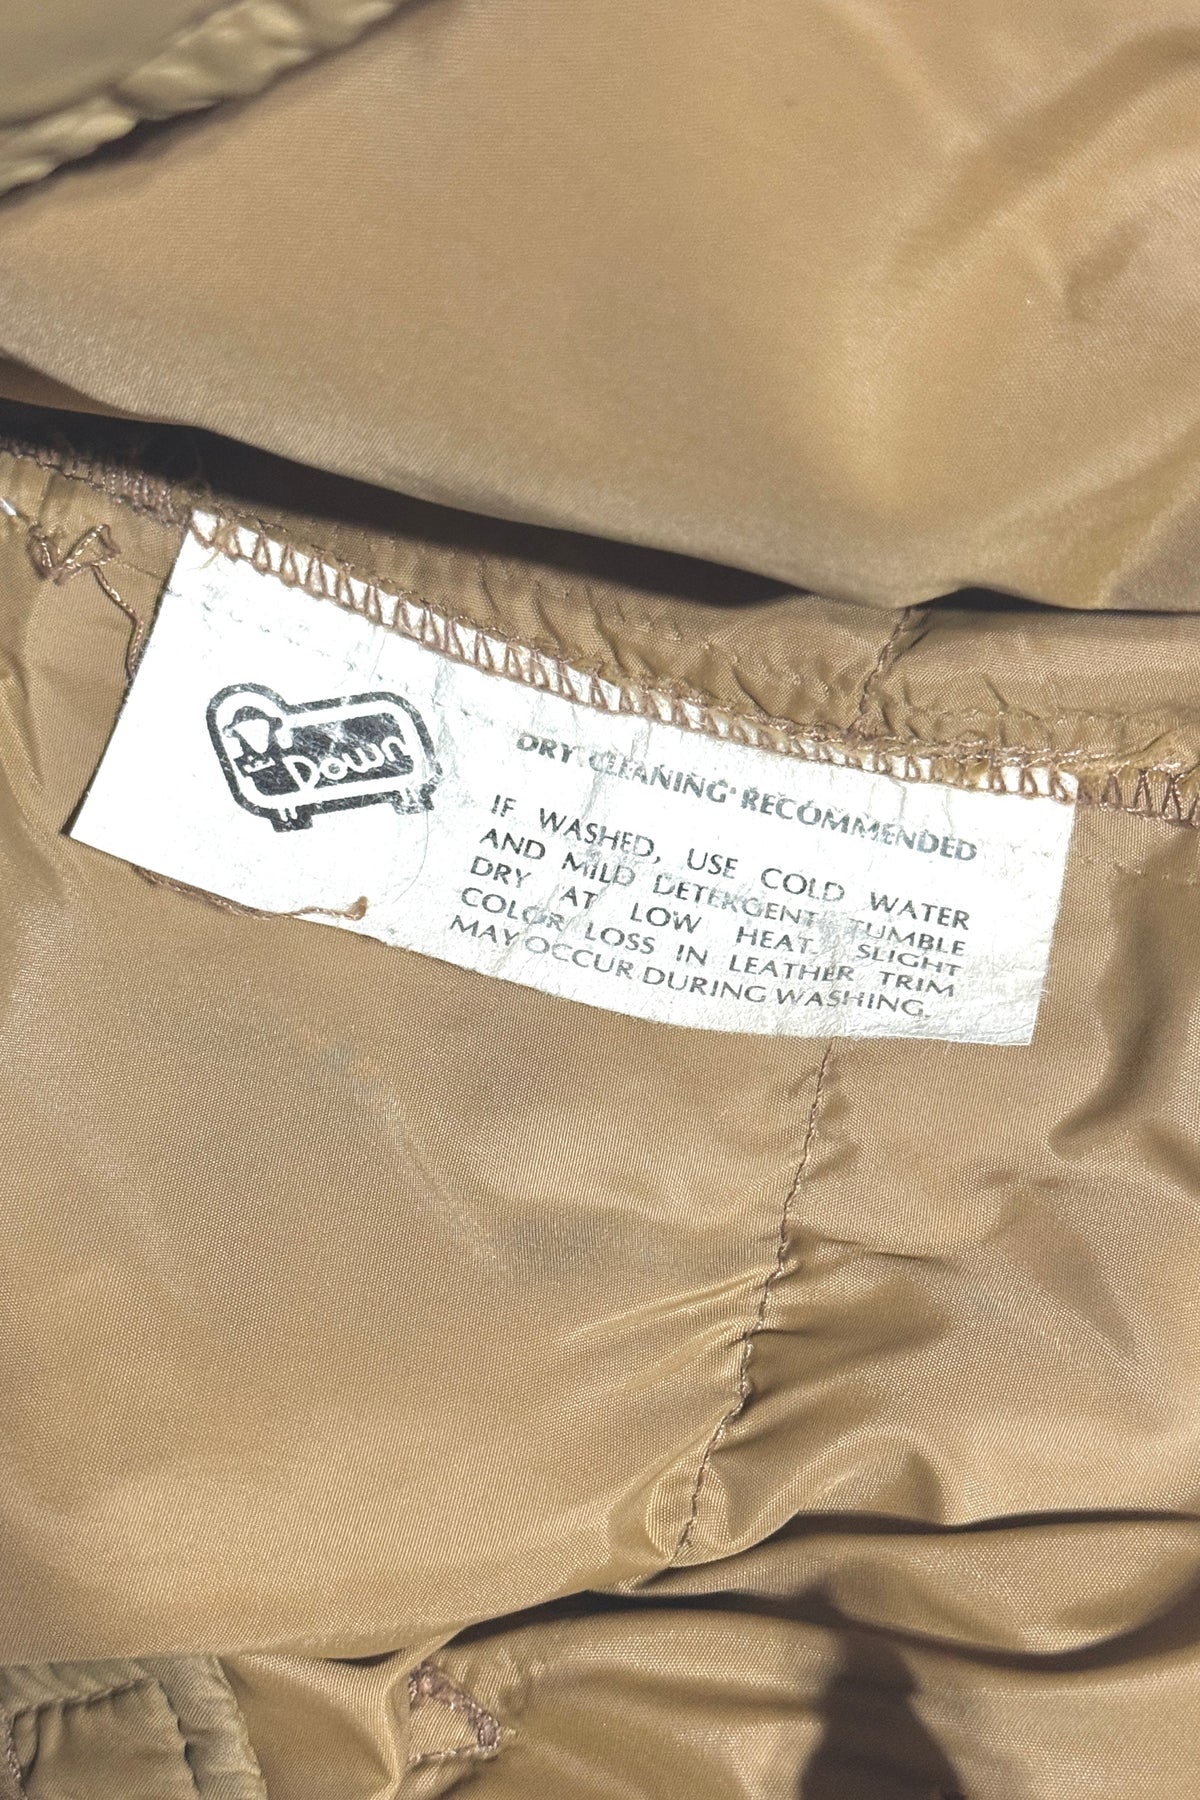 Down
DRY CLEANING RECOMMENDED
IF WASHED, USE COLD WATER
AND MILD DETERGENT TUMBLE
DRY AT LOW HEAT. SLIGHT
COLOR LOSS IN LEATHER TRIM
MAY OCCUR DURING WASHING.